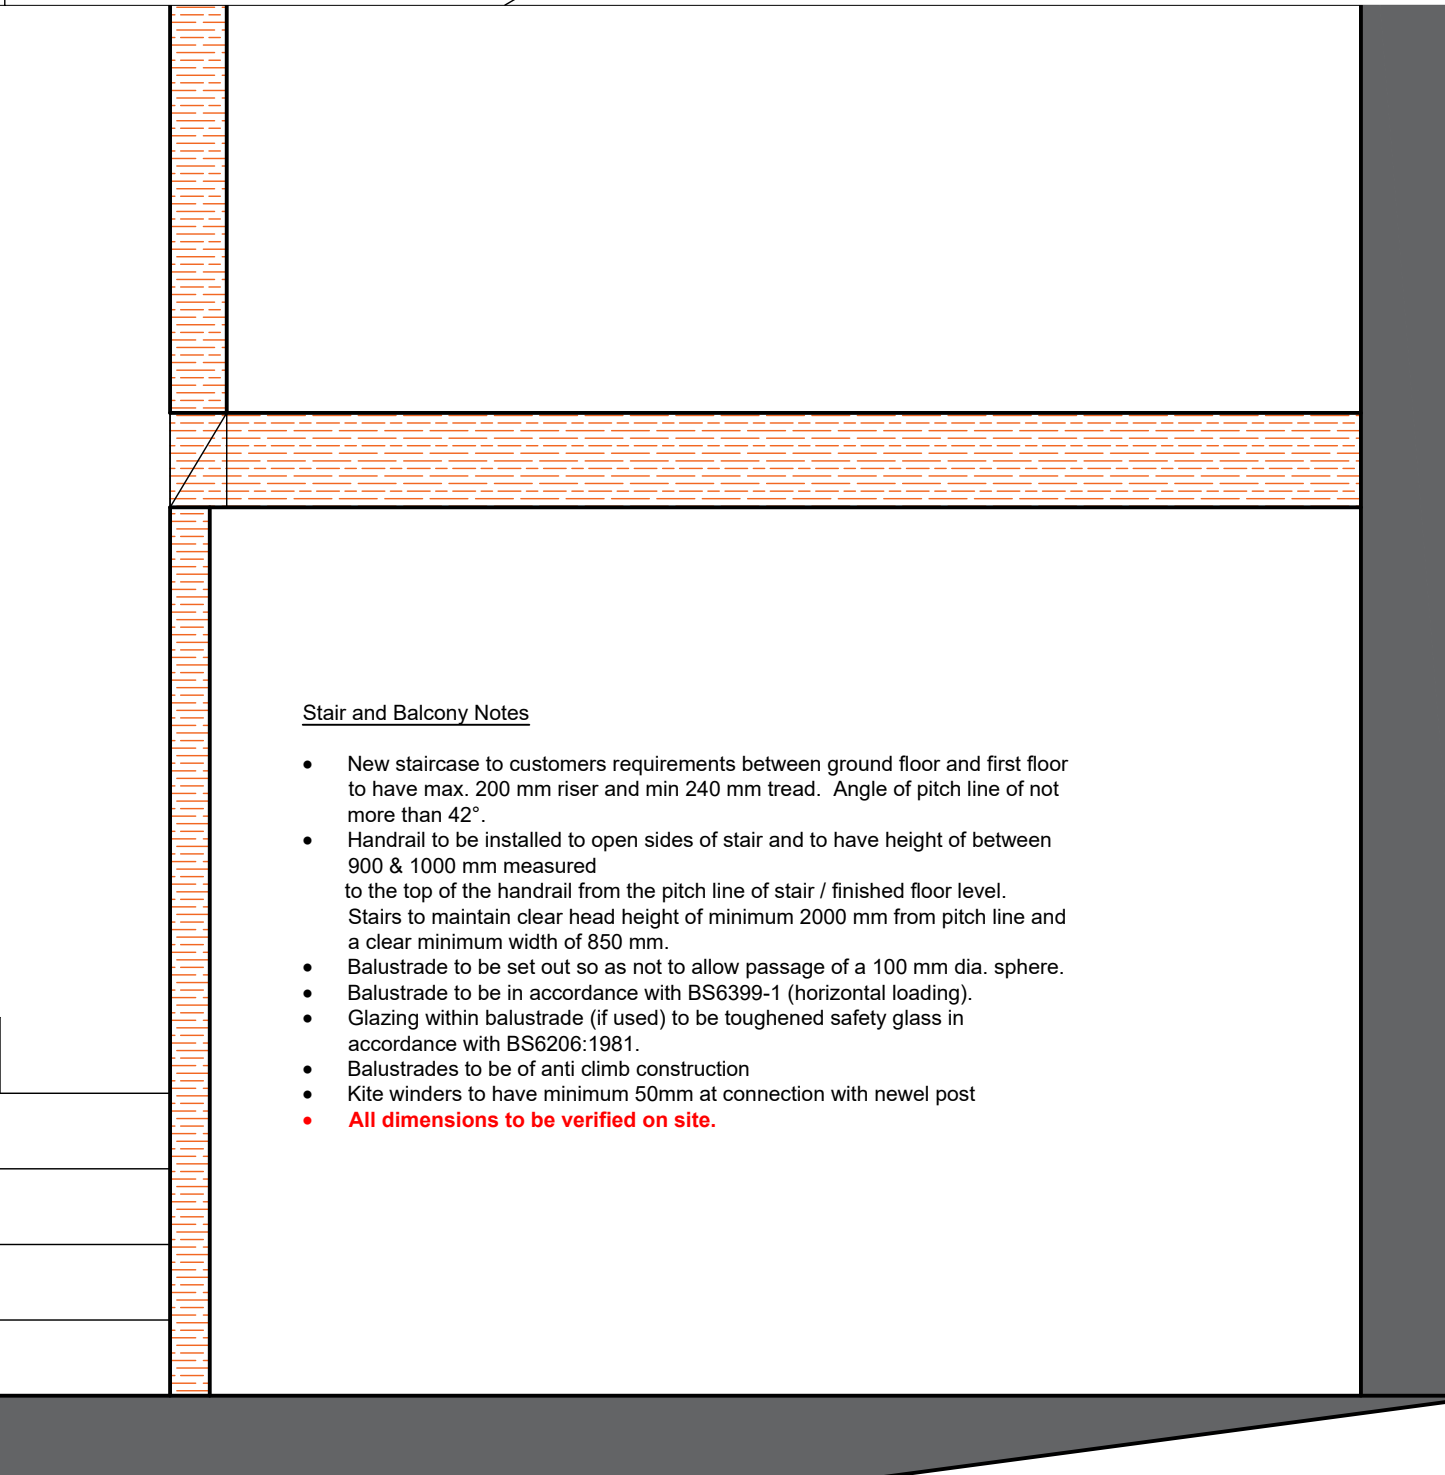 Stair and Balcony Notes
• New staircase to customers requirements between ground floor and first floor
to have max. 200 mm riser and min 240 mm tread. Angle of pitch line of not
more than 42°.
• Handrail to be installed to open sides of stair and to have height of between
900 & 1000 mm measured
to the top of the handrail from the pitch line of stair / finished floor level.
Stairs to maintain clear head height of minimum 2000 mm from pitch line and
a clear minimum width of 850 mm.
• Balustrade to be set out so as not to allow passage of a 100 mm dia. sphere.
• Balustrade to be in accordance with BS6399-1 (horizontal loading).
• Glazing within balustrade (if used) to be toughened safety glass in
accordance with BS6206:1981.
• Balustrades to be of anti climb construction
• Kite winders to have minimum 50mm at connection with newel post
• All dimensions to be verified on site.